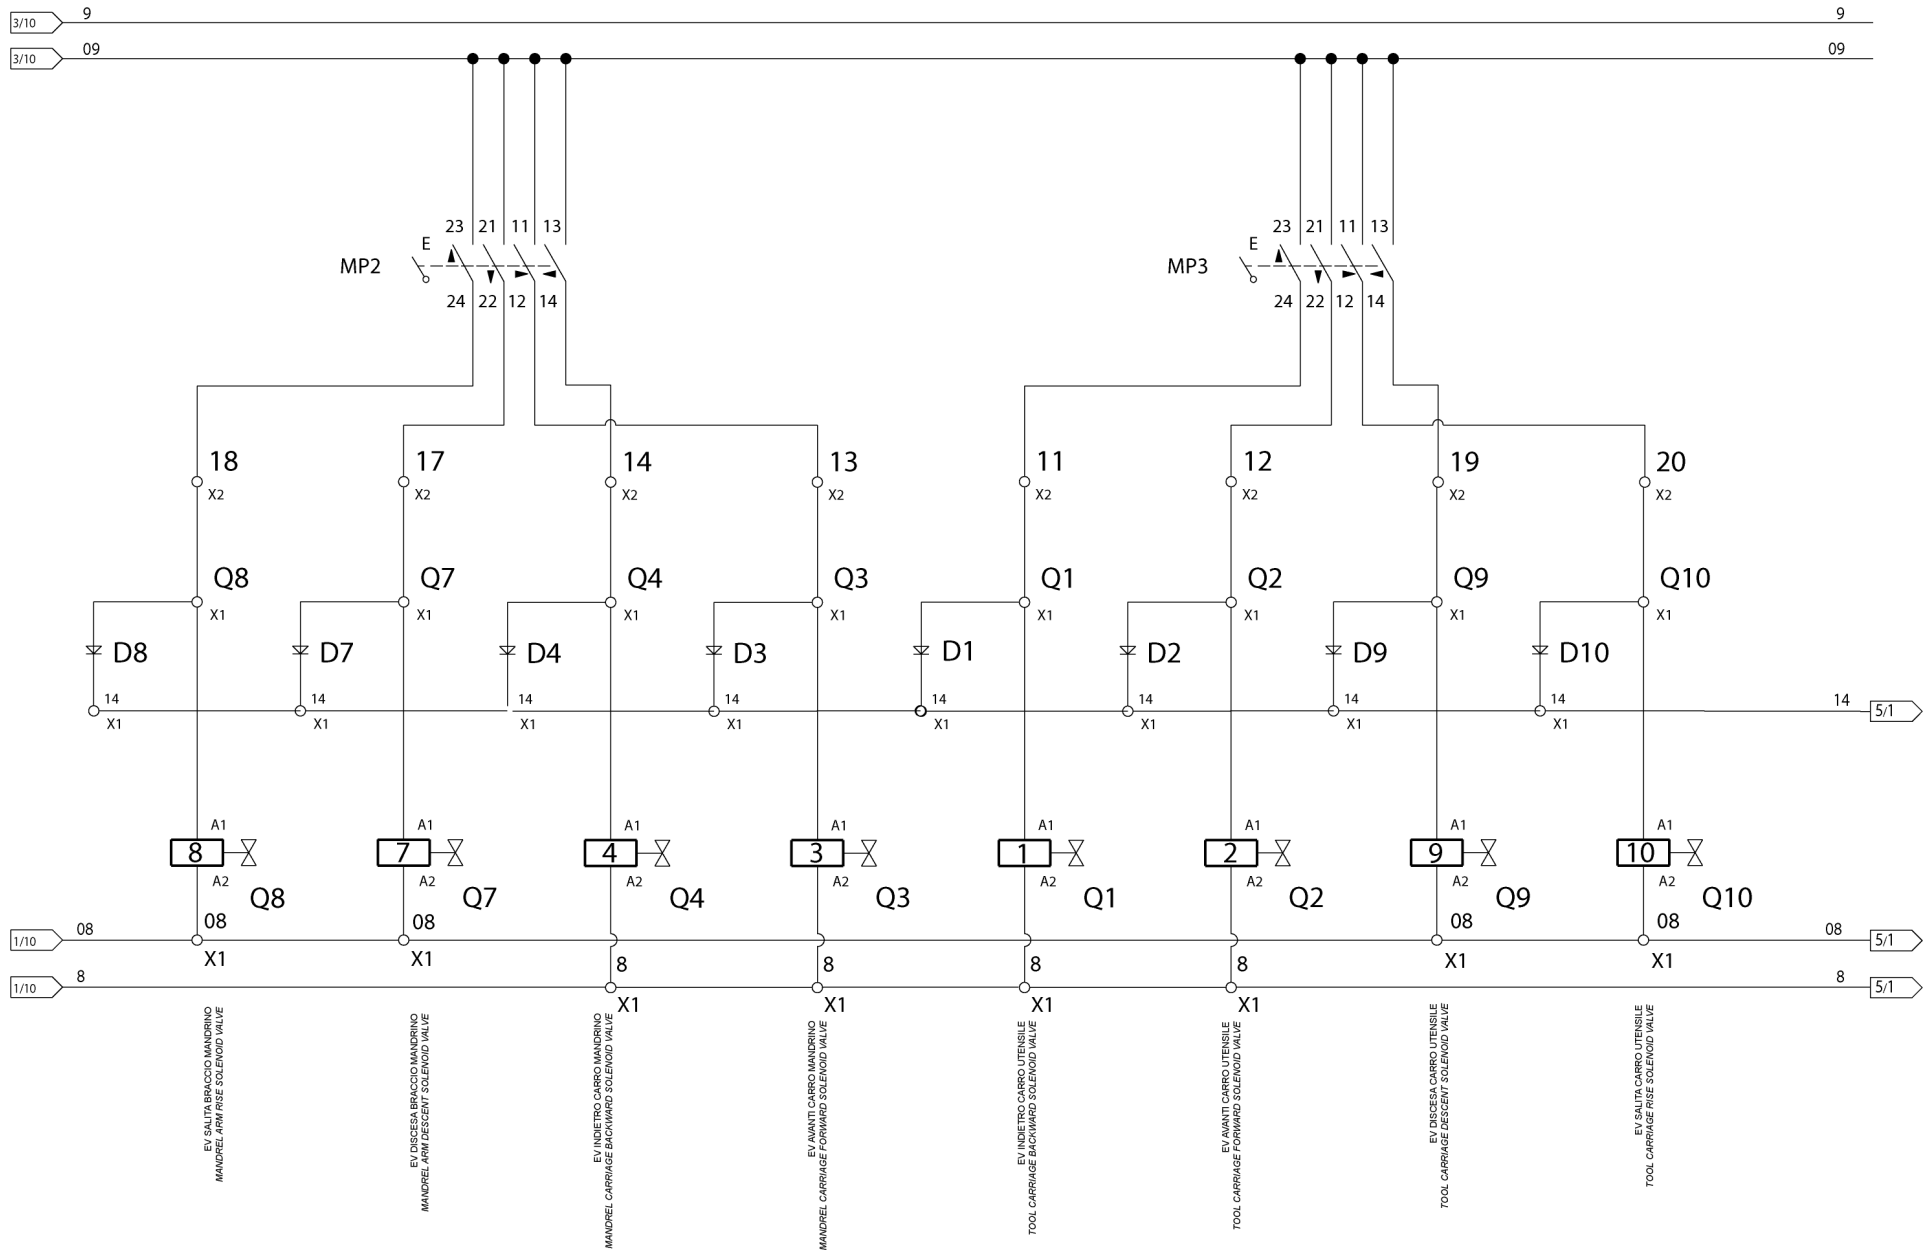 3/10 9 9
3/10 09 09
23 21 11 13 23 21 11 13
MP2 E MP3 E
24 22 12 14 24 22 12 14
18 17 14 13 11 12 19 20
X2 X2 X2 X2 X2 X2 X2 X2
Q8 Q7 Q4 Q3 Q1 Q2 Q9 Q10
X1 X1 X1 X1 X1 X1 X1 X1
D8 D7 D4 D3 D1 D2 D9 D10
14 14 14 14 14 14 14 14 14 5/1
X1 X1 X1 X1 X1 X1 X1 X1
A1 A1 A1 A1 A1 A1 A1 A1
8 7 4 3 1 2 9 10
A2 A2 A2 A2 A2 A2 A2 A2
Q8 Q7 Q4 Q3 Q1 Q2 Q9 Q10
1/10 08 08 08 08 08 08 5/1
X1 X1 X1 X1
8 8 8 8
1/10 8 8 5/1
X1 X1 X1 X1
EV SALITA BRACCIO MANDRINO
MANDREL ARM RISE SOLENOID VALVE
EV DISCESA BRACCIO MANDRINO
MANDREL ARM DESCENT SOLENOID VALVE
EV INDIETRO CARRO MANDRINO
MANDREL CARRIAGE BACKWARD SOLENOID VALVE
EV AVANTI CARRO MANDRINO
MANDREL CARRIAGE FORWARD SOLENOID VALVE
EV INDIETRO CARRO UTENSILE
TOOL CARRIAGE BACKWARD SOLENOID VALVE
EV AVANTI CARRO UTENSILE
TOOL CARRIAGE FORWARD SOLENOID VALVE
EV DISCESA CARRO UTENSILE
TOOL CARRIAGE DESCENT SOLENOID VALVE
EV SALITA CARRO UTENSILE
TOOL CARRIAGE RISE SOLENOID VALVE